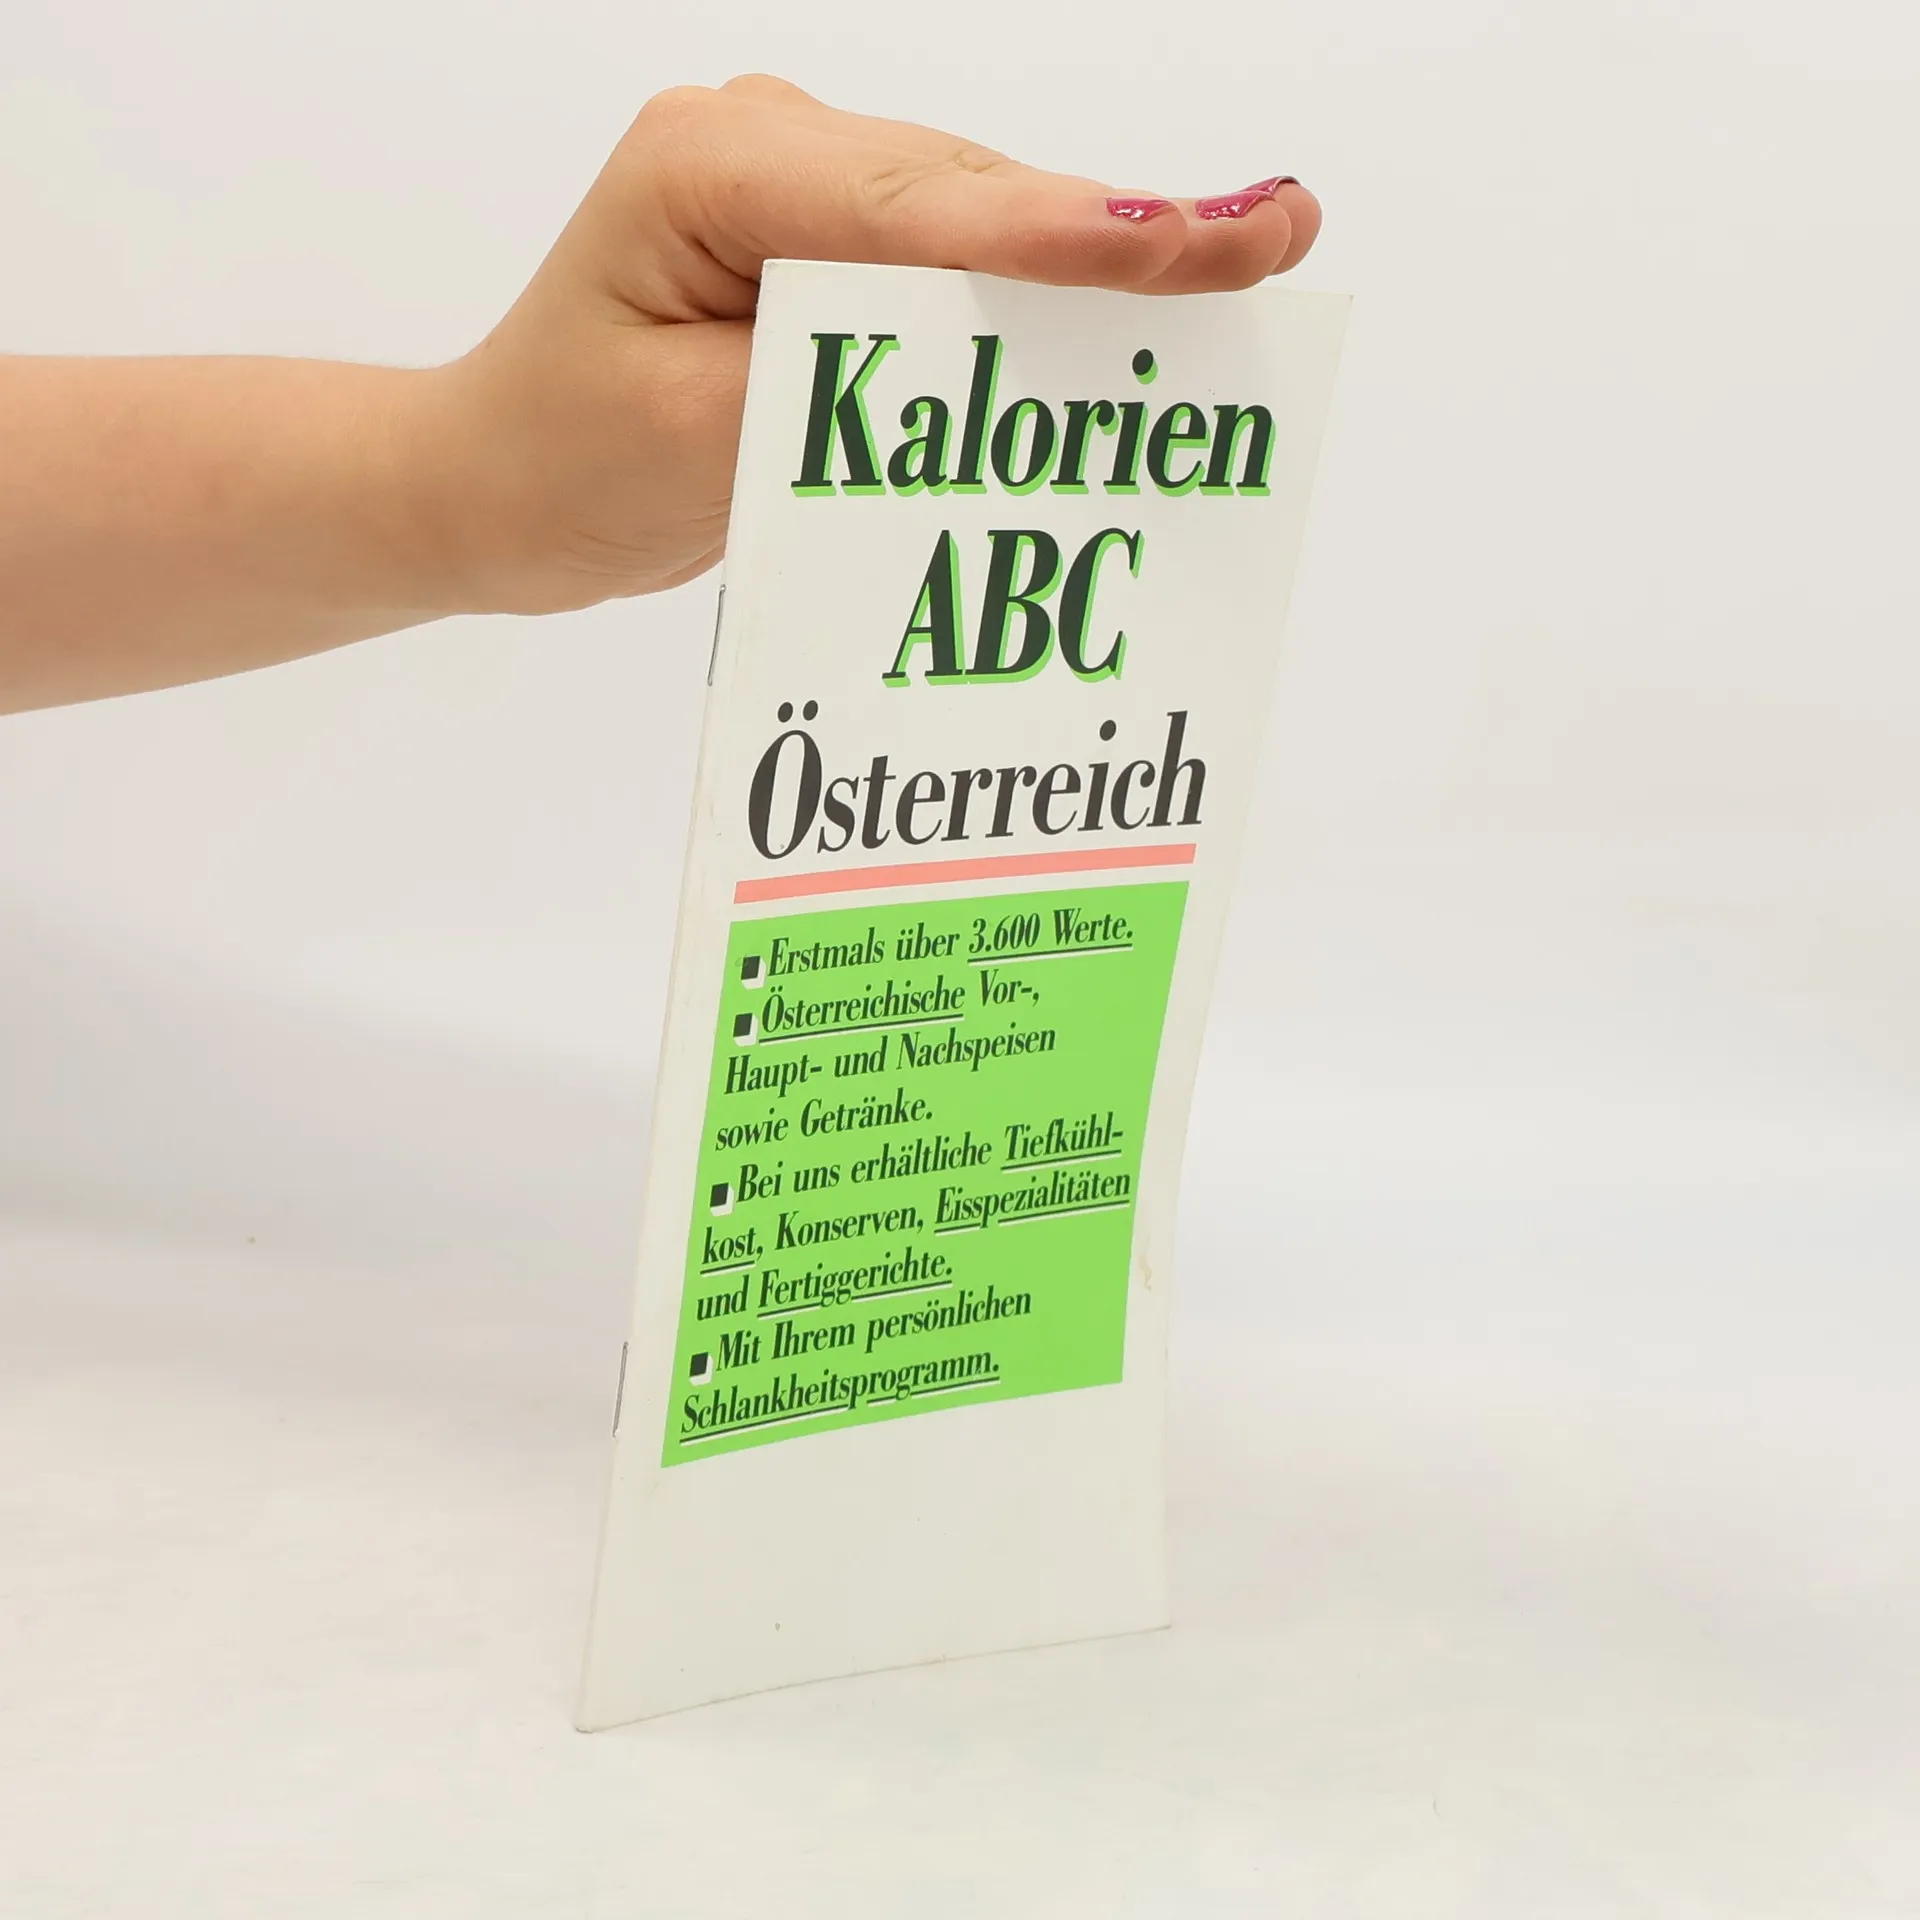 Kalorien
ABC
Österreich
■ Erstmals über 3.600 Werte.
■ Österreichische Vor-,
Haupt- und Nachspeisen
sowie Getränke.
■ Bei uns erhältliche Tiefkühl-
kost, Konserven, Eisspezialitäten
und Fertiggerichte.
■ Mit Ihrem persönlichen
Schlankheitsprogramm.